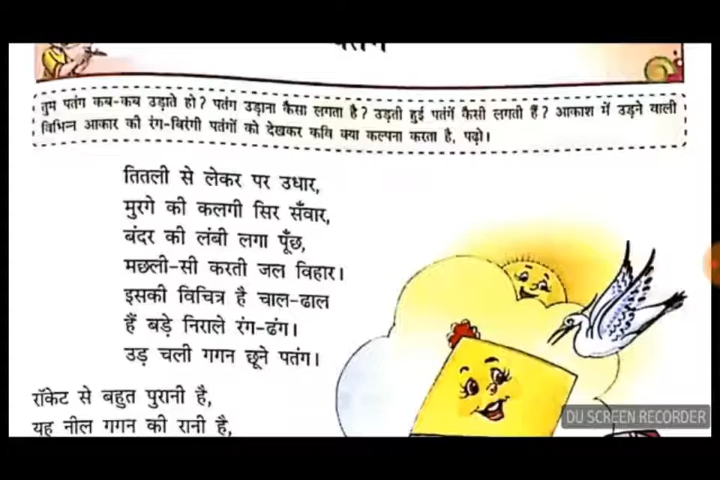 तुम पतंग कब-कब उड़ाते हो? पतंग उड़ाना कैसा लगता है? उड़ती हुई पतंगें कैसी लगती हैं? आकाश में उड़ने वाली
विभिन्न आकार की रंग-बिरंगी पतंगों को देखकर कवि क्या कल्पना करता है, पढ़ो।
तितली से लेकर पर उधार,
मुरगे की कलगी सिर सँवार,
बंदर की लंबी लगा पूँछ,
मछली-सी करती जल विहार।
इसकी विचित्र है चाल-ढाल
हैं बड़े निराले रंग-ढंग।
उड़ चली गगन छूने पतंग।
रॉकेट से बहुत पुरानी है,
यह नील गगन की रानी है,
DU SCREEN RECORDER